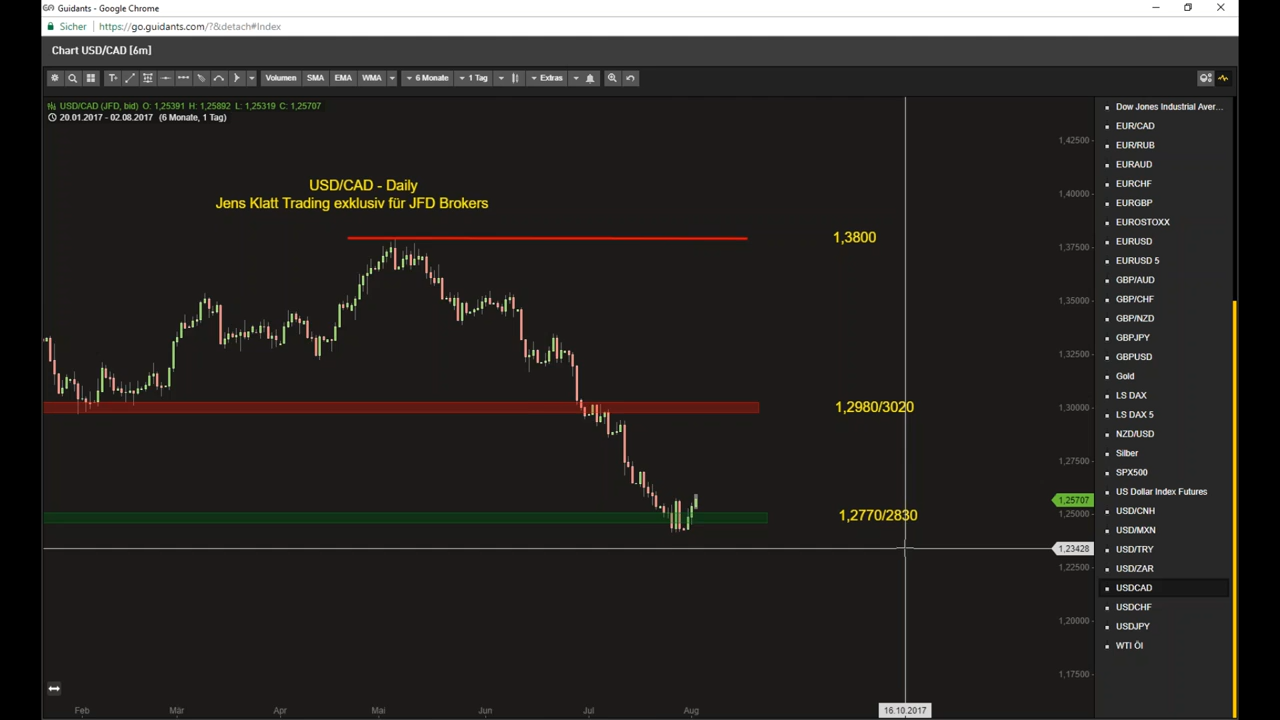 Guidants - Google Chrome
Sicher https://go.guidants.com/?&detach#Index
Chart USD/CAD [6m]
Volumen SMA EMA WMA 6 Monate 1 Tag Extras
USD/CAD (JFD, bid) O: 1,25391 H: 1,25892 L: 1,25319 C: 1,25707
20.01.2017 - 02.08.2017 (6 Monate, 1 Tag)
USD/CAD - Daily
Jens Klatt Trading exklusiv für JFD Brokers
1,3800
1,2980/3020
1,2770/2830
1,42500
1,40000
1,37500
1,35000
1,32500
1,30000
1,27500
1,25707
1,25000
1,23428
1,22500
1,20000
1,17500
Feb Mär Apr Mai Jun Jul Aug 16.10.2017
Dow Jones Industrial Aver...
EUR/CAD
EUR/RUB
EURAUD
EURCHF
EURGBP
EUROSTOXX
EURUSD
EURUSD 5
GBP/AUD
GBP/CHF
GBP/NZD
GBPJPY
GBPUSD
Gold
LS DAX
LS DAX 5
NZD/USD
Silber
SPX500
US Dollar Index Futures
USD/CNH
USD/MXN
USD/TRY
USD/ZAR
USDCAD
USDCHF
USDJPY
WTI Öl